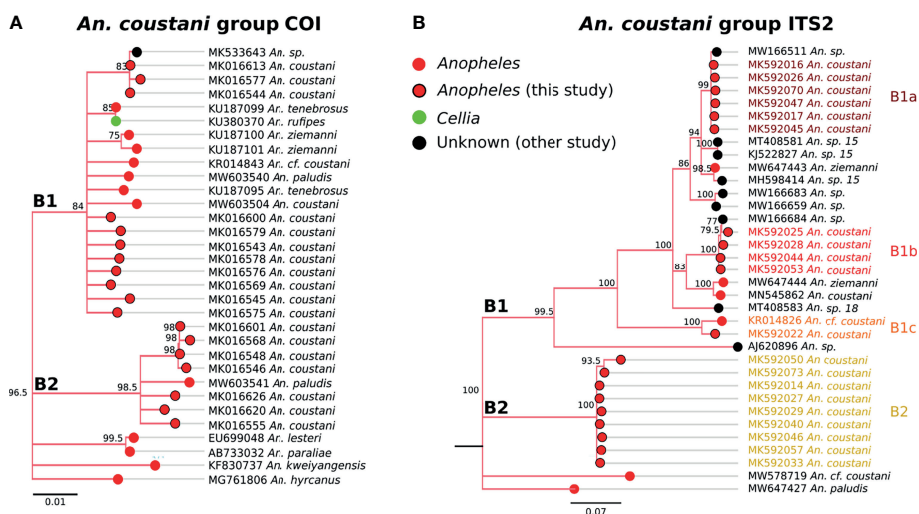 A
An. coustani group COI
MK533643 An. sp.
MK016613 An. coustani
MK016577 An. coustani
MK016544 An. coustani
KU187099 Ar. tenebrosus
KU380370 Ar. rufipes
KU187100 Ar. ziemanni
KU187101 Ar. ziemanni
KR014843 Ar. cf. coustani
MW603540 An. paludis
KU187095 Ar. tenebrosus
MW603504 An. coustani
MK016600 An. coustani
MK016579 An. coustani
MK016543 An. coustani
MK016578 An. coustani
MK016576 An. coustani
MK016569 An. coustani
MK016545 An. coustani
MK016575 An. coustani
MK016601 An. coustani
MK016568 An. coustani
MK016548 An. coustani
MK016546 An. coustani
MW603541 An. paludis
MK016626 An. coustani
MK016620 An. coustani
MK016555 An. coustani
EU699048 Ar. lesteri
AB733032 Ar. paraliae
KF830737 An. kweiyangensis
MG761806 An. hyrcanus
83
85
75
84
B1
98
98
98
98.5
B2
96.5
99.5
0.01
Anopheles
Anopheles (this study)
Cellia
Unknown (other study)
B
An. coustani group ITS2
MW166511 An. sp.
MK592016 An. coustani
MK592026 An. coustani
MK592070 An. coustani
MK592047 An. coustani
MK592017 An. coustani
MK592045 An. coustani
MT408581 An. sp. 15
KJ522827 An. sp. 15
MW647443 An. ziemanni
MH598414 An. sp. 15
MW166683 An. sp.
MW166659 An. sp.
MW166684 An. sp.
MK592025 An. coustani
MK592028 An. coustani
MK592044 An. coustani
MK592053 An. coustani
MW647444 An. ziemanni
MN545862 An. coustani
MT408583 An. sp. 18
KR014826 An. cf. coustani
MK592022 An. coustani
AJ620896 An. sp.
MK592050 An. coustani
MK592073 An. coustani
MK592014 An. coustani
MK592027 An. coustani
MK592029 An. coustani
MK592040 An. coustani
MK592046 An. coustani
MK592057 An. coustani
MK592033 An. coustani
MW578719 An. cf. coustani
MW647427 An. paludis
B1a
B1b
B1c
B2
99
94
100
86
98.5
100
77
79.5
100
100
83
100
100
B1
99.5
93.5
100
B2
100
0.07